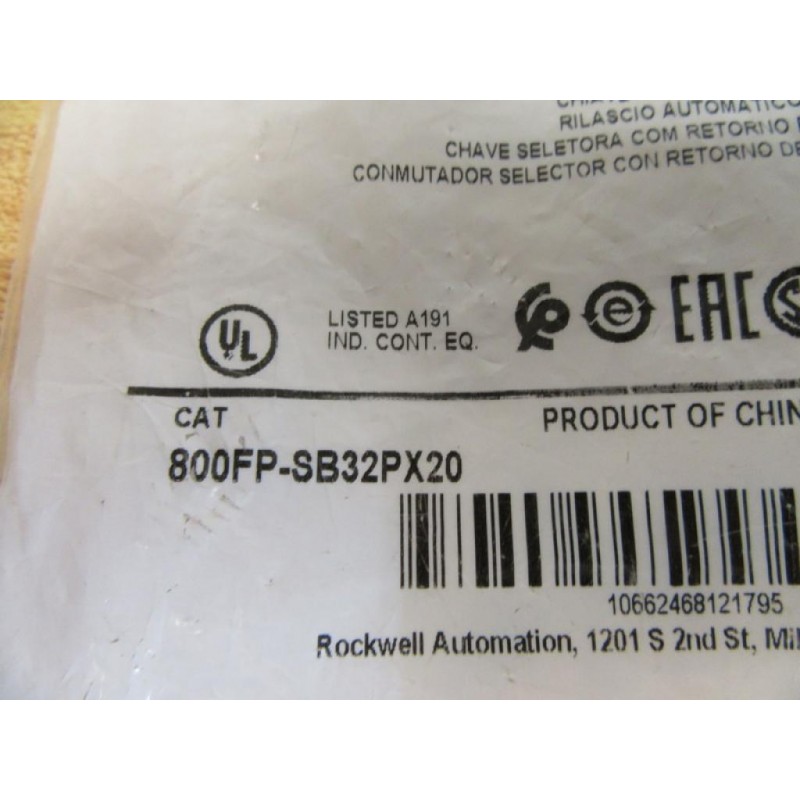 RILASCIO AUTOMATICO
CHAVE SELETORA COM RETORNO
CONMUTADOR SELECTOR CON RETORNO DE
UL
LISTED A191
IND. CONT. EQ.
EAC
CAT
PRODUCT OF CHIN
800FP-SB32PX20
10662468121795
Rockwell Automation, 1201 S 2nd St, Mil